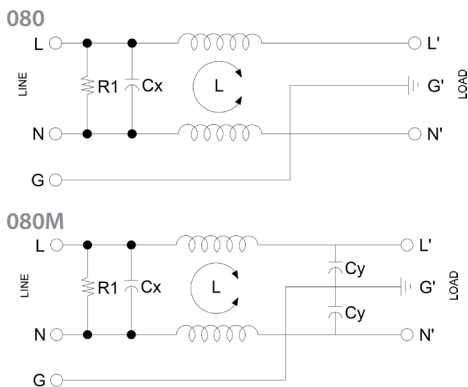 080
L L'
LINE R1 Cx L G' LOAD
N N'
G
080M
L L'
Cy
LINE R1 Cx L G' LOAD
Cy
N N'
G